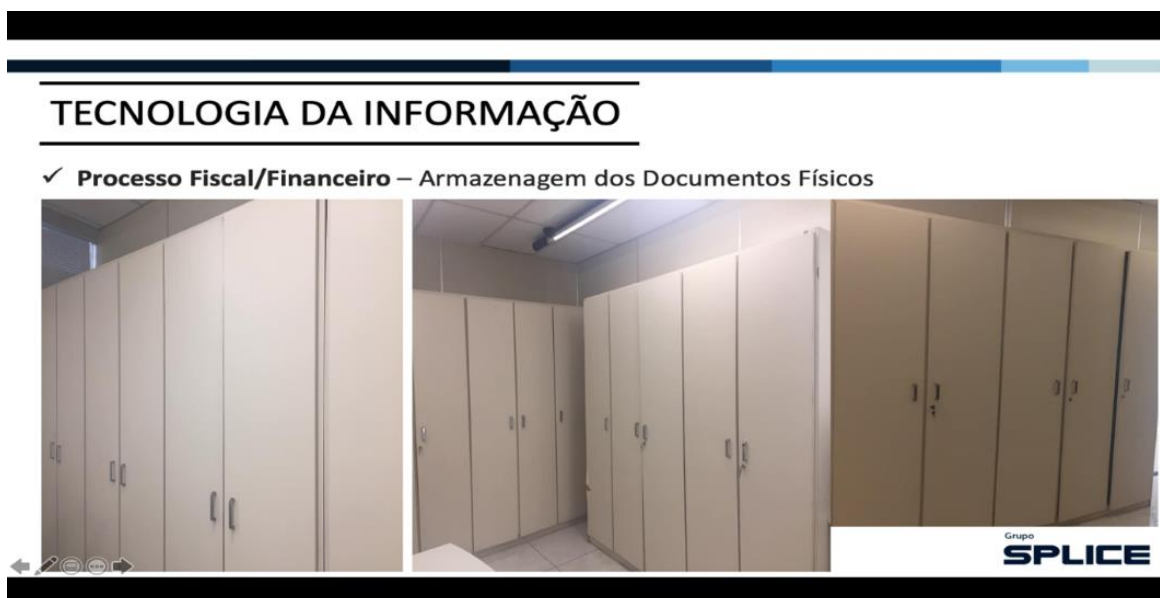 TECNOLOGIA DA INFORMAÇÃO
✓ Processo Fiscal/Financeiro – Armazenagem dos Documentos Físicos
Grupo
SPLICE